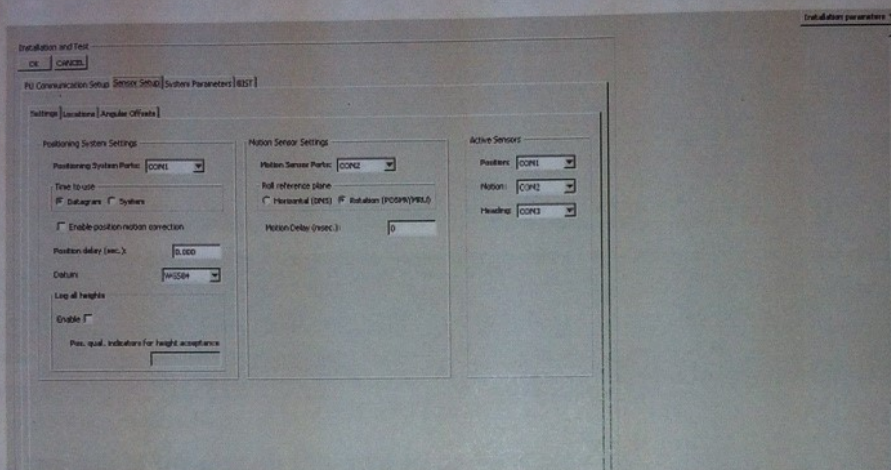 Installation parameters
Installation and Test
OK CANCEL
PU Communication Setup Sensor Setup System Parameters BIST
Settings Locations Angular Offsets
Positioning System Settings
Positioning System Ports: COM1
Time to use
Datagram System
Enable position motion correction
Position delay (sec.): 0.000
Datum: WGS84
Log all heights
Enable
Pos. qual. indicators for height acceptance
Motion Sensor Settings
Motion Sensor Ports: COM2
Roll reference plane
Horizontal (DMS) Rotation (POSMV/MRU)
Motion Delay (msec.): 0
Active Sensors
Position: COM1
Motion: COM2
Heading: COM3